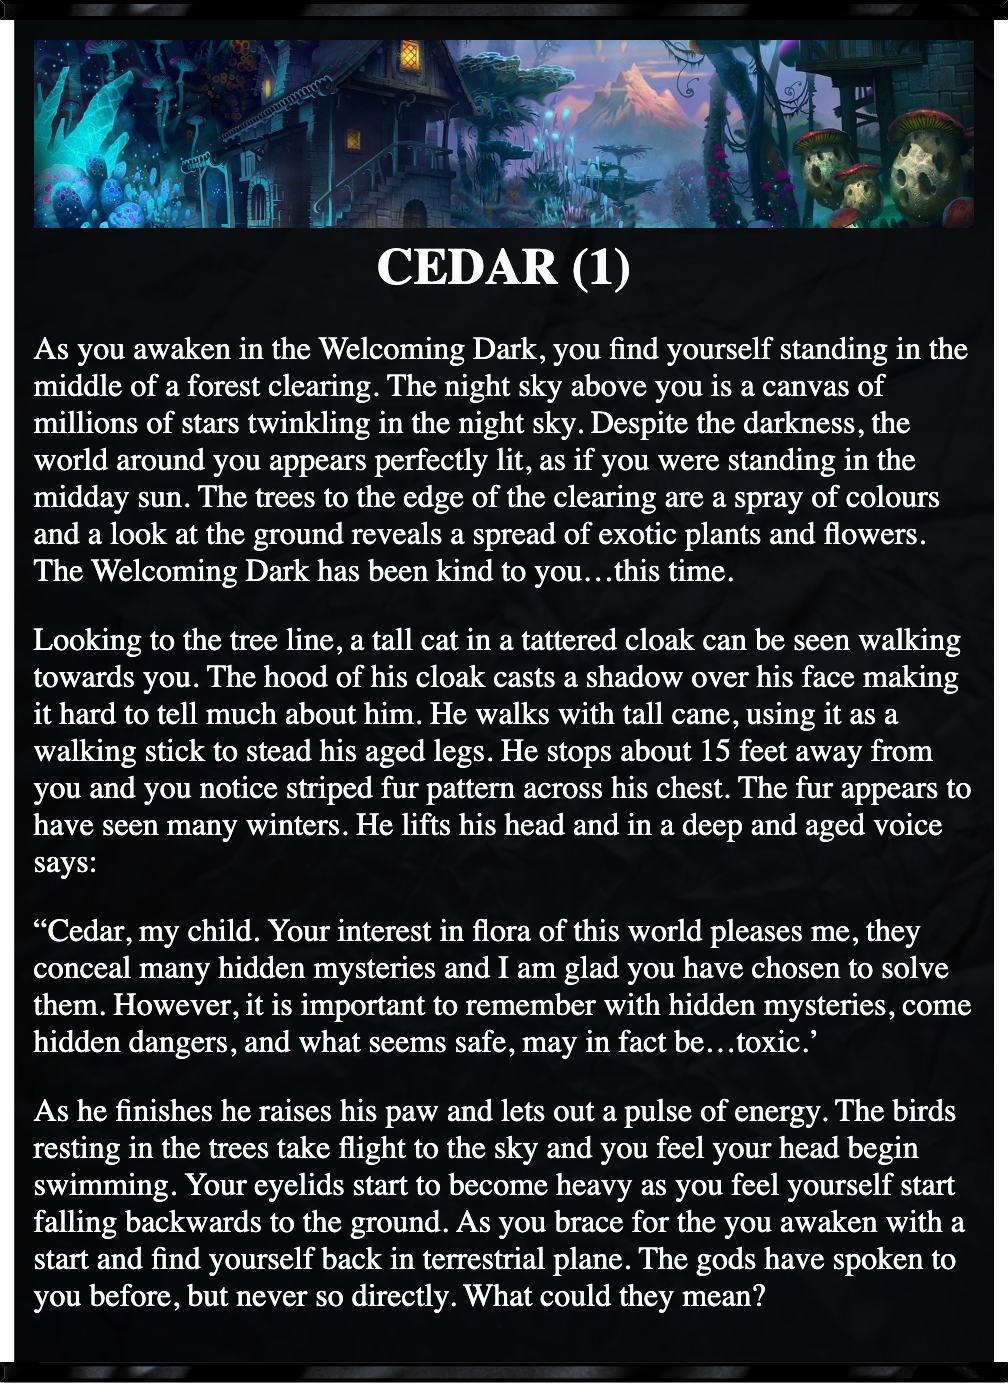 CEDAR (1)
As you awaken in the Welcoming Dark, you find yourself standing in the
middle of a forest clearing. The night sky above you is a canvas of
millions of stars twinkling in the night sky. Despite the darkness, the
world around you appears perfectly lit, as if you were standing in the
midday sun. The trees to the edge of the clearing are a spray of colours
and a look at the ground reveals a spread of exotic plants and flowers.
The Welcoming Dark has been kind to you…this time.
Looking to the tree line, a tall cat in a tattered cloak can be seen walking
towards you. The hood of his cloak casts a shadow over his face making
it hard to tell much about him. He walks with tall cane, using it as a
walking stick to stead his aged legs. He stops about 15 feet away from
you and you notice striped fur pattern across his chest. The fur appears to
have seen many winters. He lifts his head and in a deep and aged voice
says:
“Cedar, my child. Your interest in flora of this world pleases me, they
conceal many hidden mysteries and I am glad you have chosen to solve
them. However, it is important to remember with hidden mysteries, come
hidden dangers, and what seems safe, may in fact be…toxic.’
As he finishes he raises his paw and lets out a pulse of energy. The birds
resting in the trees take flight to the sky and you feel your head begin
swimming. Your eyelids start to become heavy as you feel yourself start
falling backwards to the ground. As you brace for the you awaken with a
start and find yourself back in terrestrial plane. The gods have spoken to
you before, but never so directly. What could they mean?